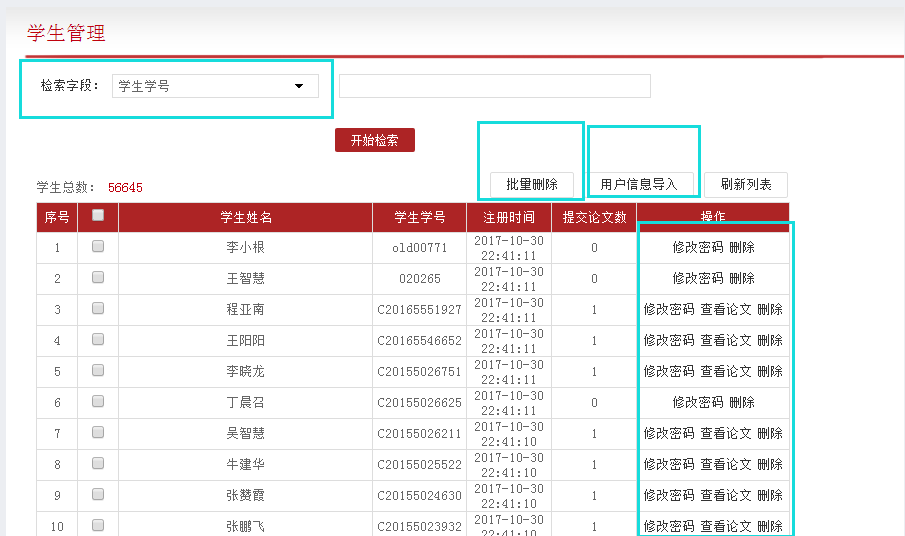 学生管理
检索字段： 学生学号
开始检索
学生总数： 56645 批量删除 用户信息导入 刷新列表
序号 学生姓名 学生学号 注册时间 提交论文数 操作
1 李小根 old00771 2017-10-30 22:41:11 0 修改密码 删除
2 王智慧 020265 2017-10-30 22:41:11 0 修改密码 删除
3 程亚南 C20165551927 2017-10-30 22:41:11 1 修改密码 查看论文 删除
4 王阳阳 C20165546652 2017-10-30 22:41:11 1 修改密码 查看论文 删除
5 李晓龙 C20155026751 2017-10-30 22:41:11 1 修改密码 查看论文 删除
6 丁晨召 C20155026625 2017-10-30 22:41:11 0 修改密码 删除
7 吴智慧 C20155026211 2017-10-30 22:41:10 1 修改密码 查看论文 删除
8 牛建华 C20155025522 2017-10-30 22:41:10 1 修改密码 查看论文 删除
9 张赟霞 C20155024630 2017-10-30 22:41:10 1 修改密码 查看论文 删除
10 张鹏飞 C20155023932 2017-10-30 22:41:10 1 修改密码 查看论文 删除